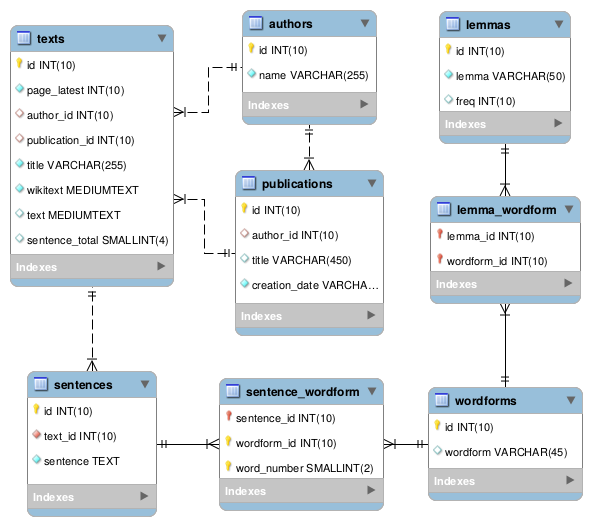 texts
id INT(10)
page_latest INT(10)
author_id INT(10)
publication_id INT(10)
title VARCHAR(255)
wikitext MEDIUMTEXT
text MEDIUMTEXT
sentence_total SMALLINT(4)
Indexes
authors
id INT(10)
name VARCHAR(255)
Indexes
lemmas
id INT(10)
lemma VARCHAR(50)
freq INT(10)
Indexes
publications
id INT(10)
author_id INT(10)
title VARCHAR(450)
creation_date VARCHA...
Indexes
lemma_wordform
lemma_id INT(10)
wordform_id INT(10)
Indexes
sentences
id INT(10)
text_id INT(10)
sentence TEXT
Indexes
sentence_wordform
sentence_id INT(10)
wordform_id INT(10)
word_number SMALLINT(2)
Indexes
wordforms
id INT(10)
wordform VARCHAR(45)
Indexes